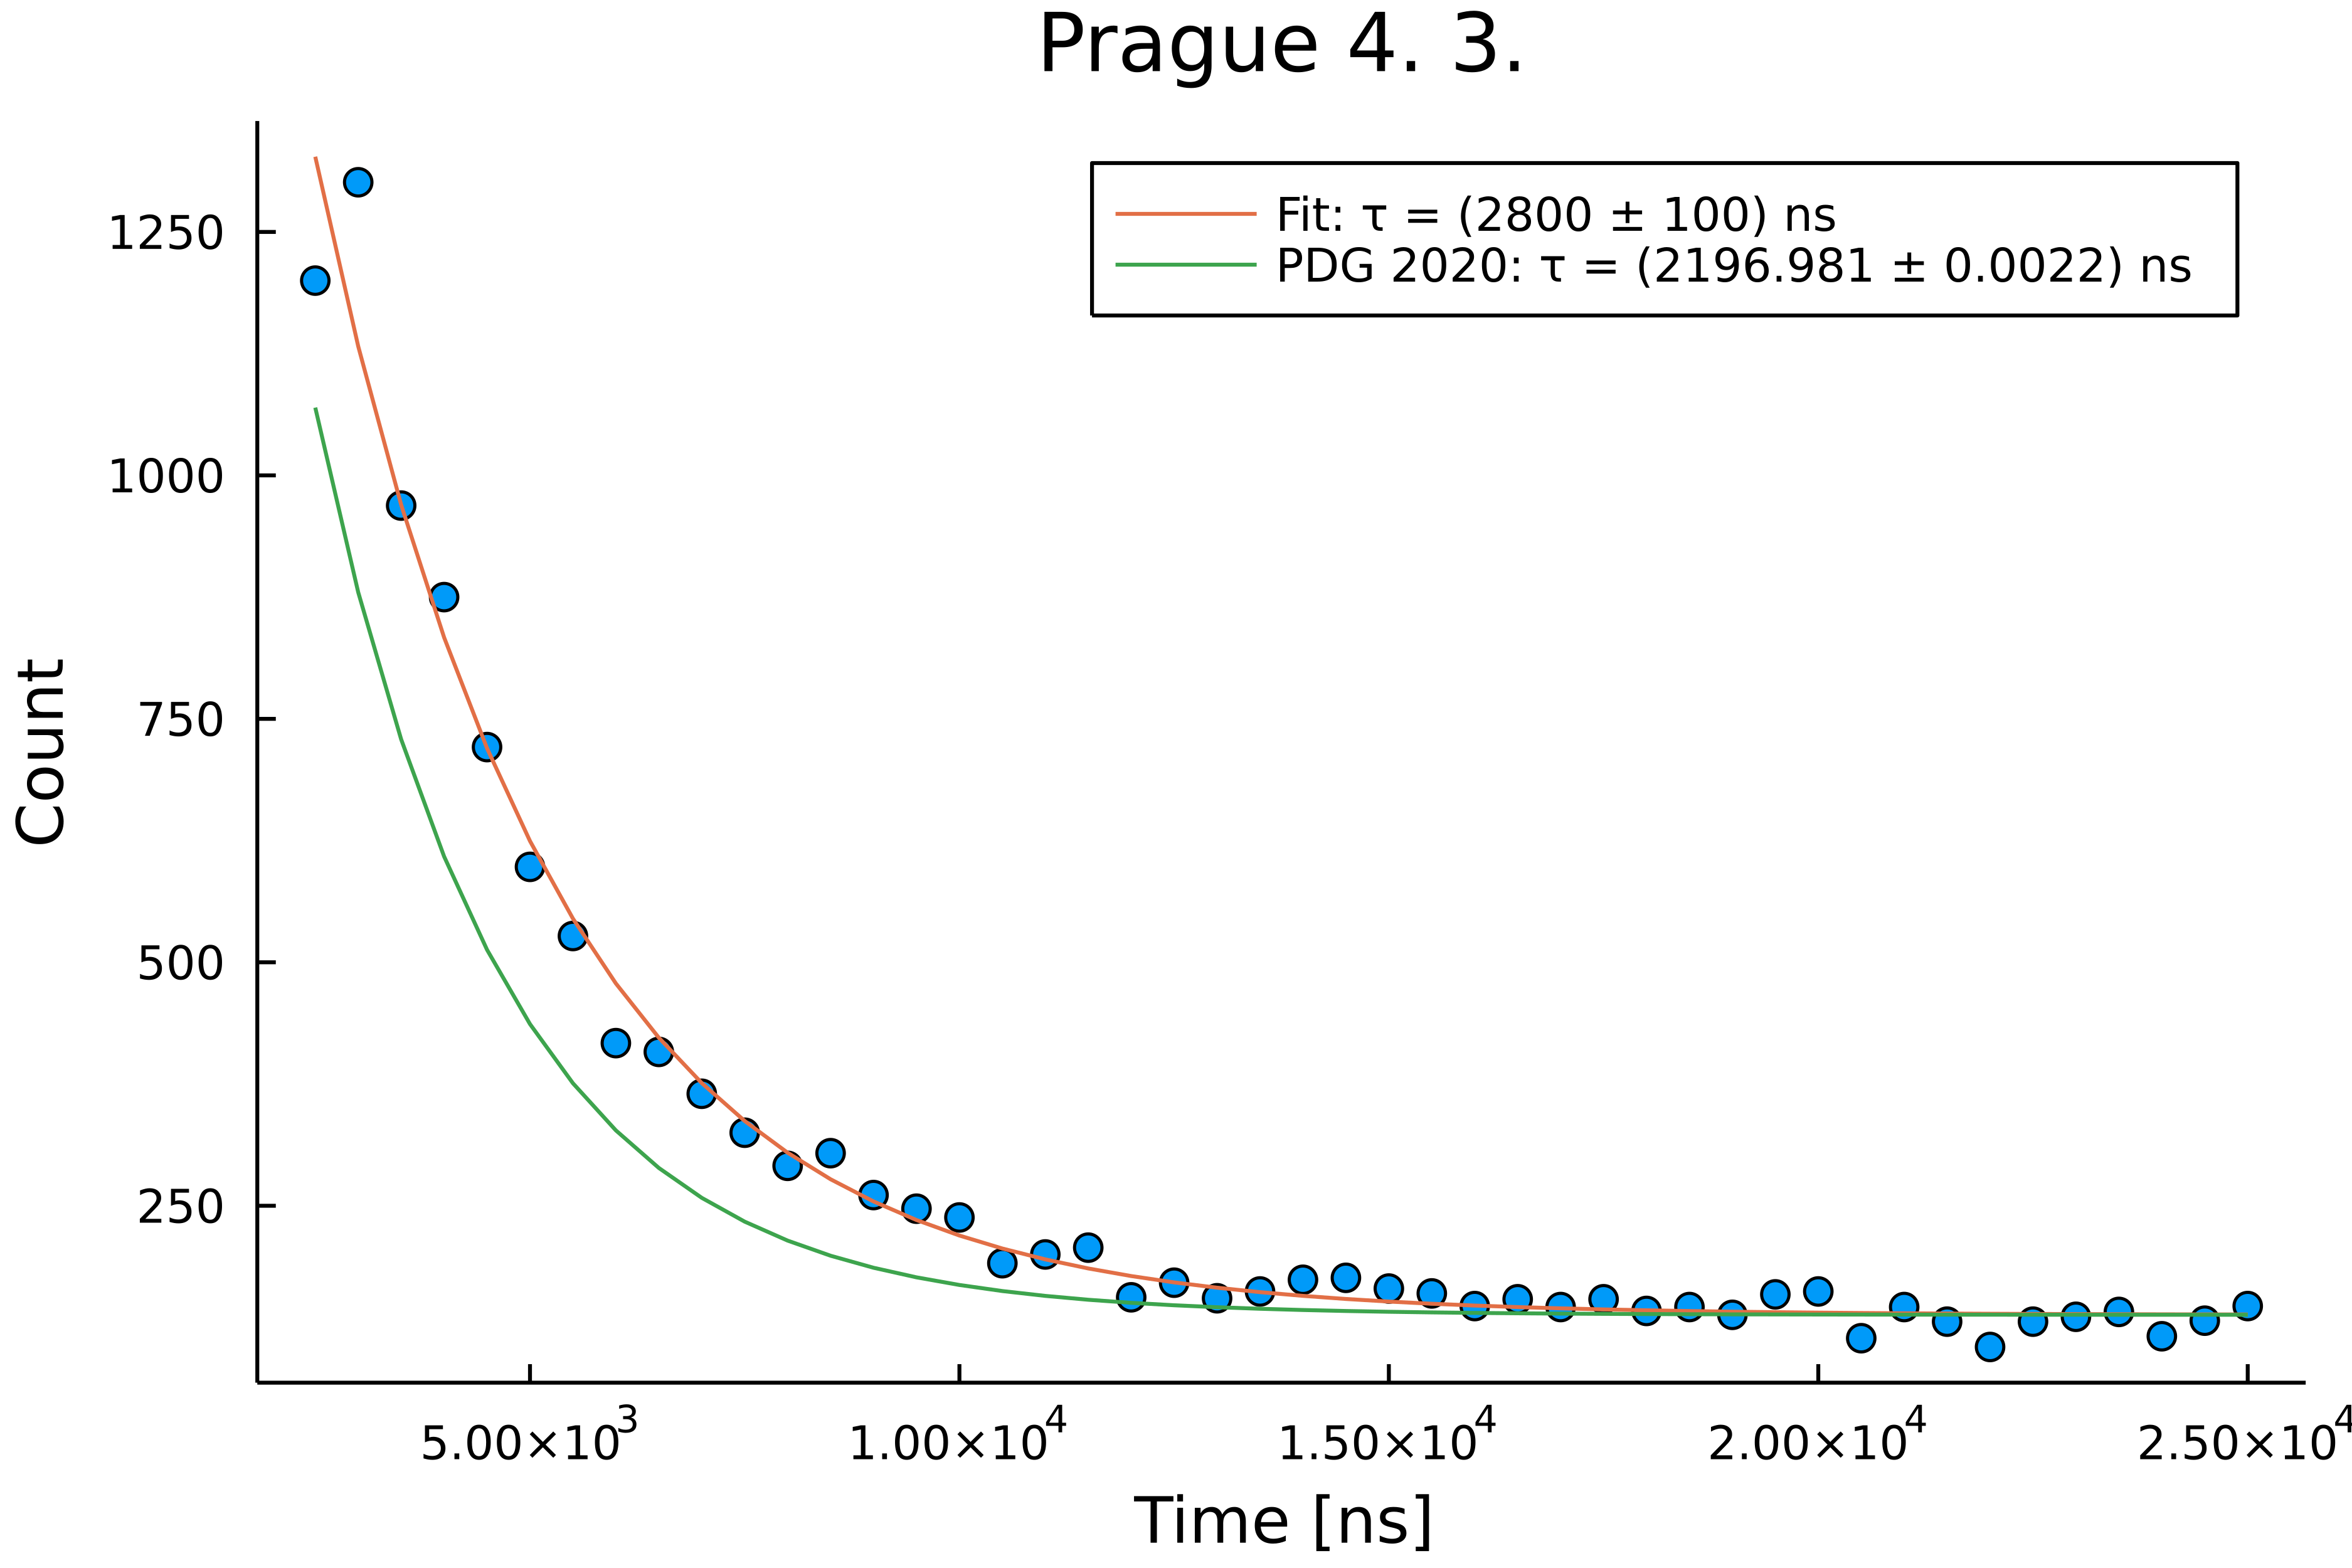 Prague 4. 3.
Fit: τ = (2800 ± 100) ns
PDG 2020: τ = (2196.981 ± 0.0022) ns
Count
1250
1000
750
500
250
5.00×10³ 1.00×10⁴ 1.50×10⁴ 2.00×10⁴ 2.50×10⁴
Time [ns]